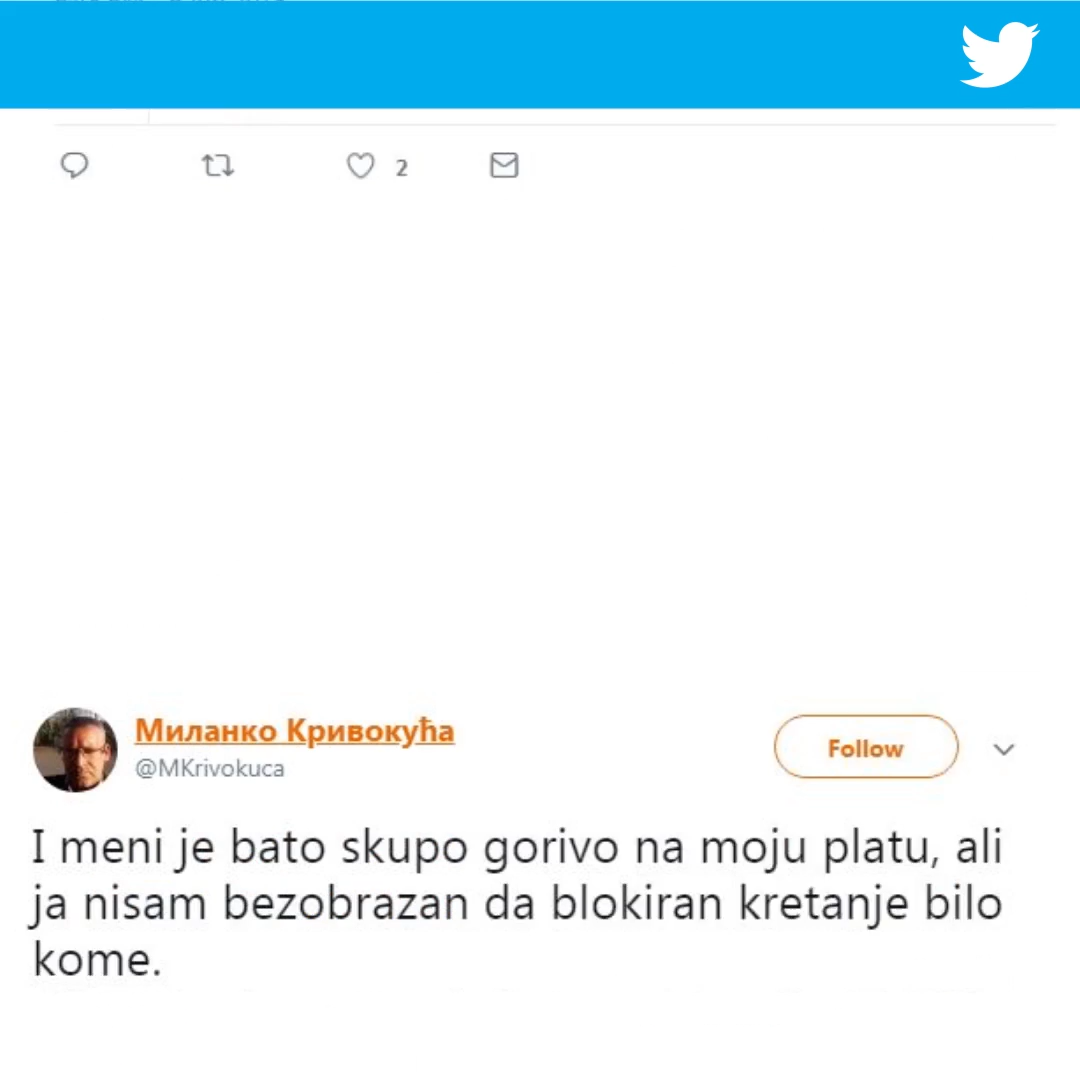 2
Миланко Кривокућа
@MKrivokuca
Follow
I meni je bato skupo gorivo na moju platu, ali
ja nisam bezobrazan da blokiran kretanje bilo
kome.